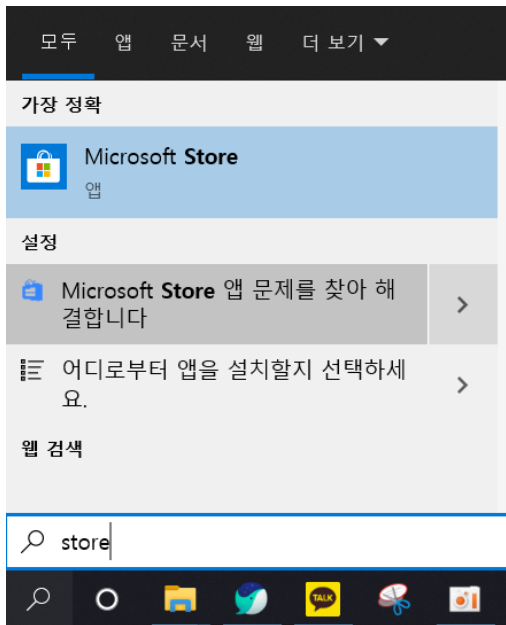 모두 앱 문서 웹 더 보기
가장 정확
Microsoft Store
앱
설정
Microsoft Store 앱 문제를 찾아 해
결합니다
어디로부터 앱을 설치할지 선택하세
요.
웹 검색
store
TALK